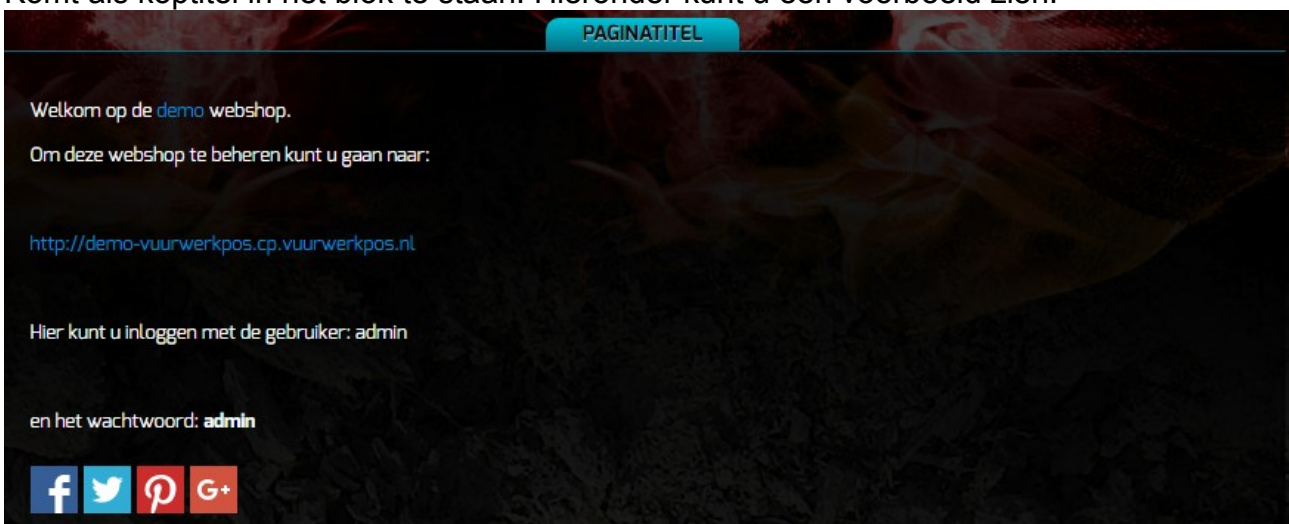 Komt als koptitel in het blok te staan. Hieronder kunt u een voorbeeld zien.
PAGINATITEL
Welkom op de demo webshop.
Om deze webshop te beheren kunt u gaan naar:
http://demo-vuurwerkpos.cp.vuurwerkpos.nl
Hier kunt u inloggen met de gebruiker: admin
en het wachtwoord: admin
f G+